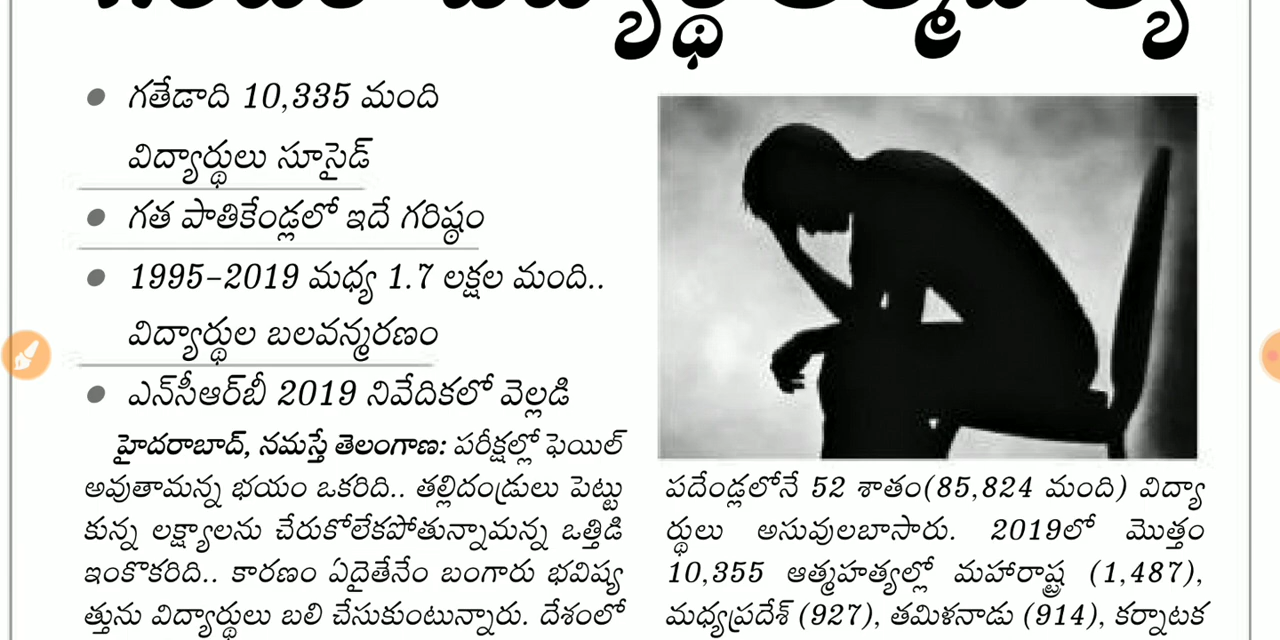 విద్యార్థి ఆత్మహత్య
గతేడాది 10,335 మంది
విద్యార్థులు సూసైడ్
గత పాతికేండ్లలో ఇదే గరిష్ఠం
1995-2019 మధ్య 1.7 లక్షల మంది..
విద్యార్థుల బలవన్మరణం
ఎన్‌సీఆర్‌బీ 2019 నివేదికలో వెల్లడి
హైదరాబాద్, నమస్తే తెలంగాణ: పరీక్షల్లో ఫెయిల్
అవుతామన్న భయం ఒకరిది.. తల్లిదండ్రులు పెట్టు
కున్న లక్ష్యాలను చేరుకోలేకపోతున్నామన్న ఒత్తిడి
ఇంకొకరిది.. కారణం ఏదైతేనేం బంగారు భవిష్య
త్తును విద్యార్థులు బలి చేసుకుంటున్నారు. దేశంలో
పదేండ్లలోనే 52 శాతం(85,824 మంది) విద్యా
ర్థులు అసువులబాసారు. 2019లో మొత్తం
10,355 ఆత్మహత్యల్లో మహారాష్ట్ర (1,487),
మధ్యప్రదేశ్ (927), తమిళనాడు (914), కర్నాటక